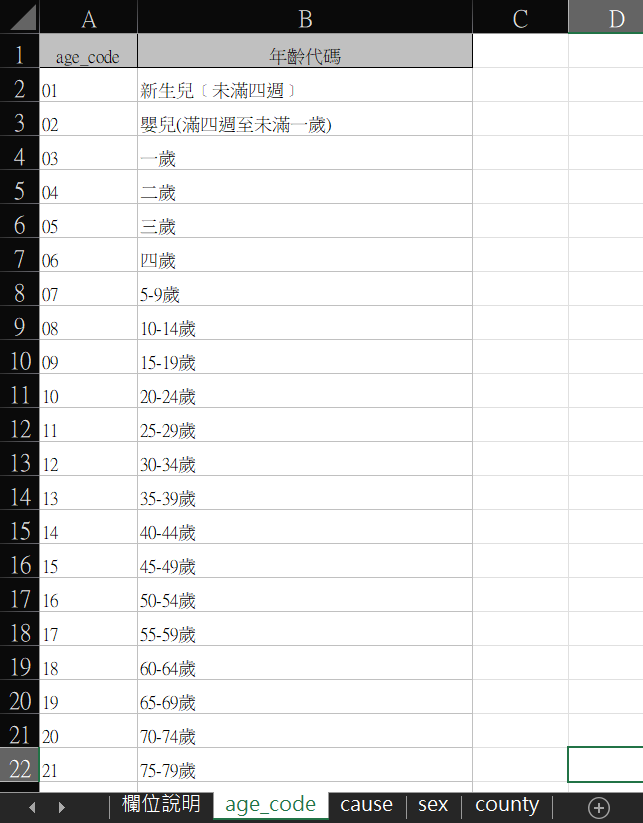 A B C D
1 age_code 年齡代碼
2 01 新生兒﹝未滿四週﹞
3 02 嬰兒(滿四週至未滿一歲)
4 03 一歲
5 04 二歲
6 05 三歲
7 06 四歲
8 07 5-9歲
9 08 10-14歲
10 09 15-19歲
11 10 20-24歲
12 11 25-29歲
13 12 30-34歲
14 13 35-39歲
15 14 40-44歲
16 15 45-49歲
17 16 50-54歲
18 17 55-59歲
19 18 60-64歲
20 19 65-69歲
21 20 70-74歲
22 21 75-79歲
欄位說明 age_code cause sex county